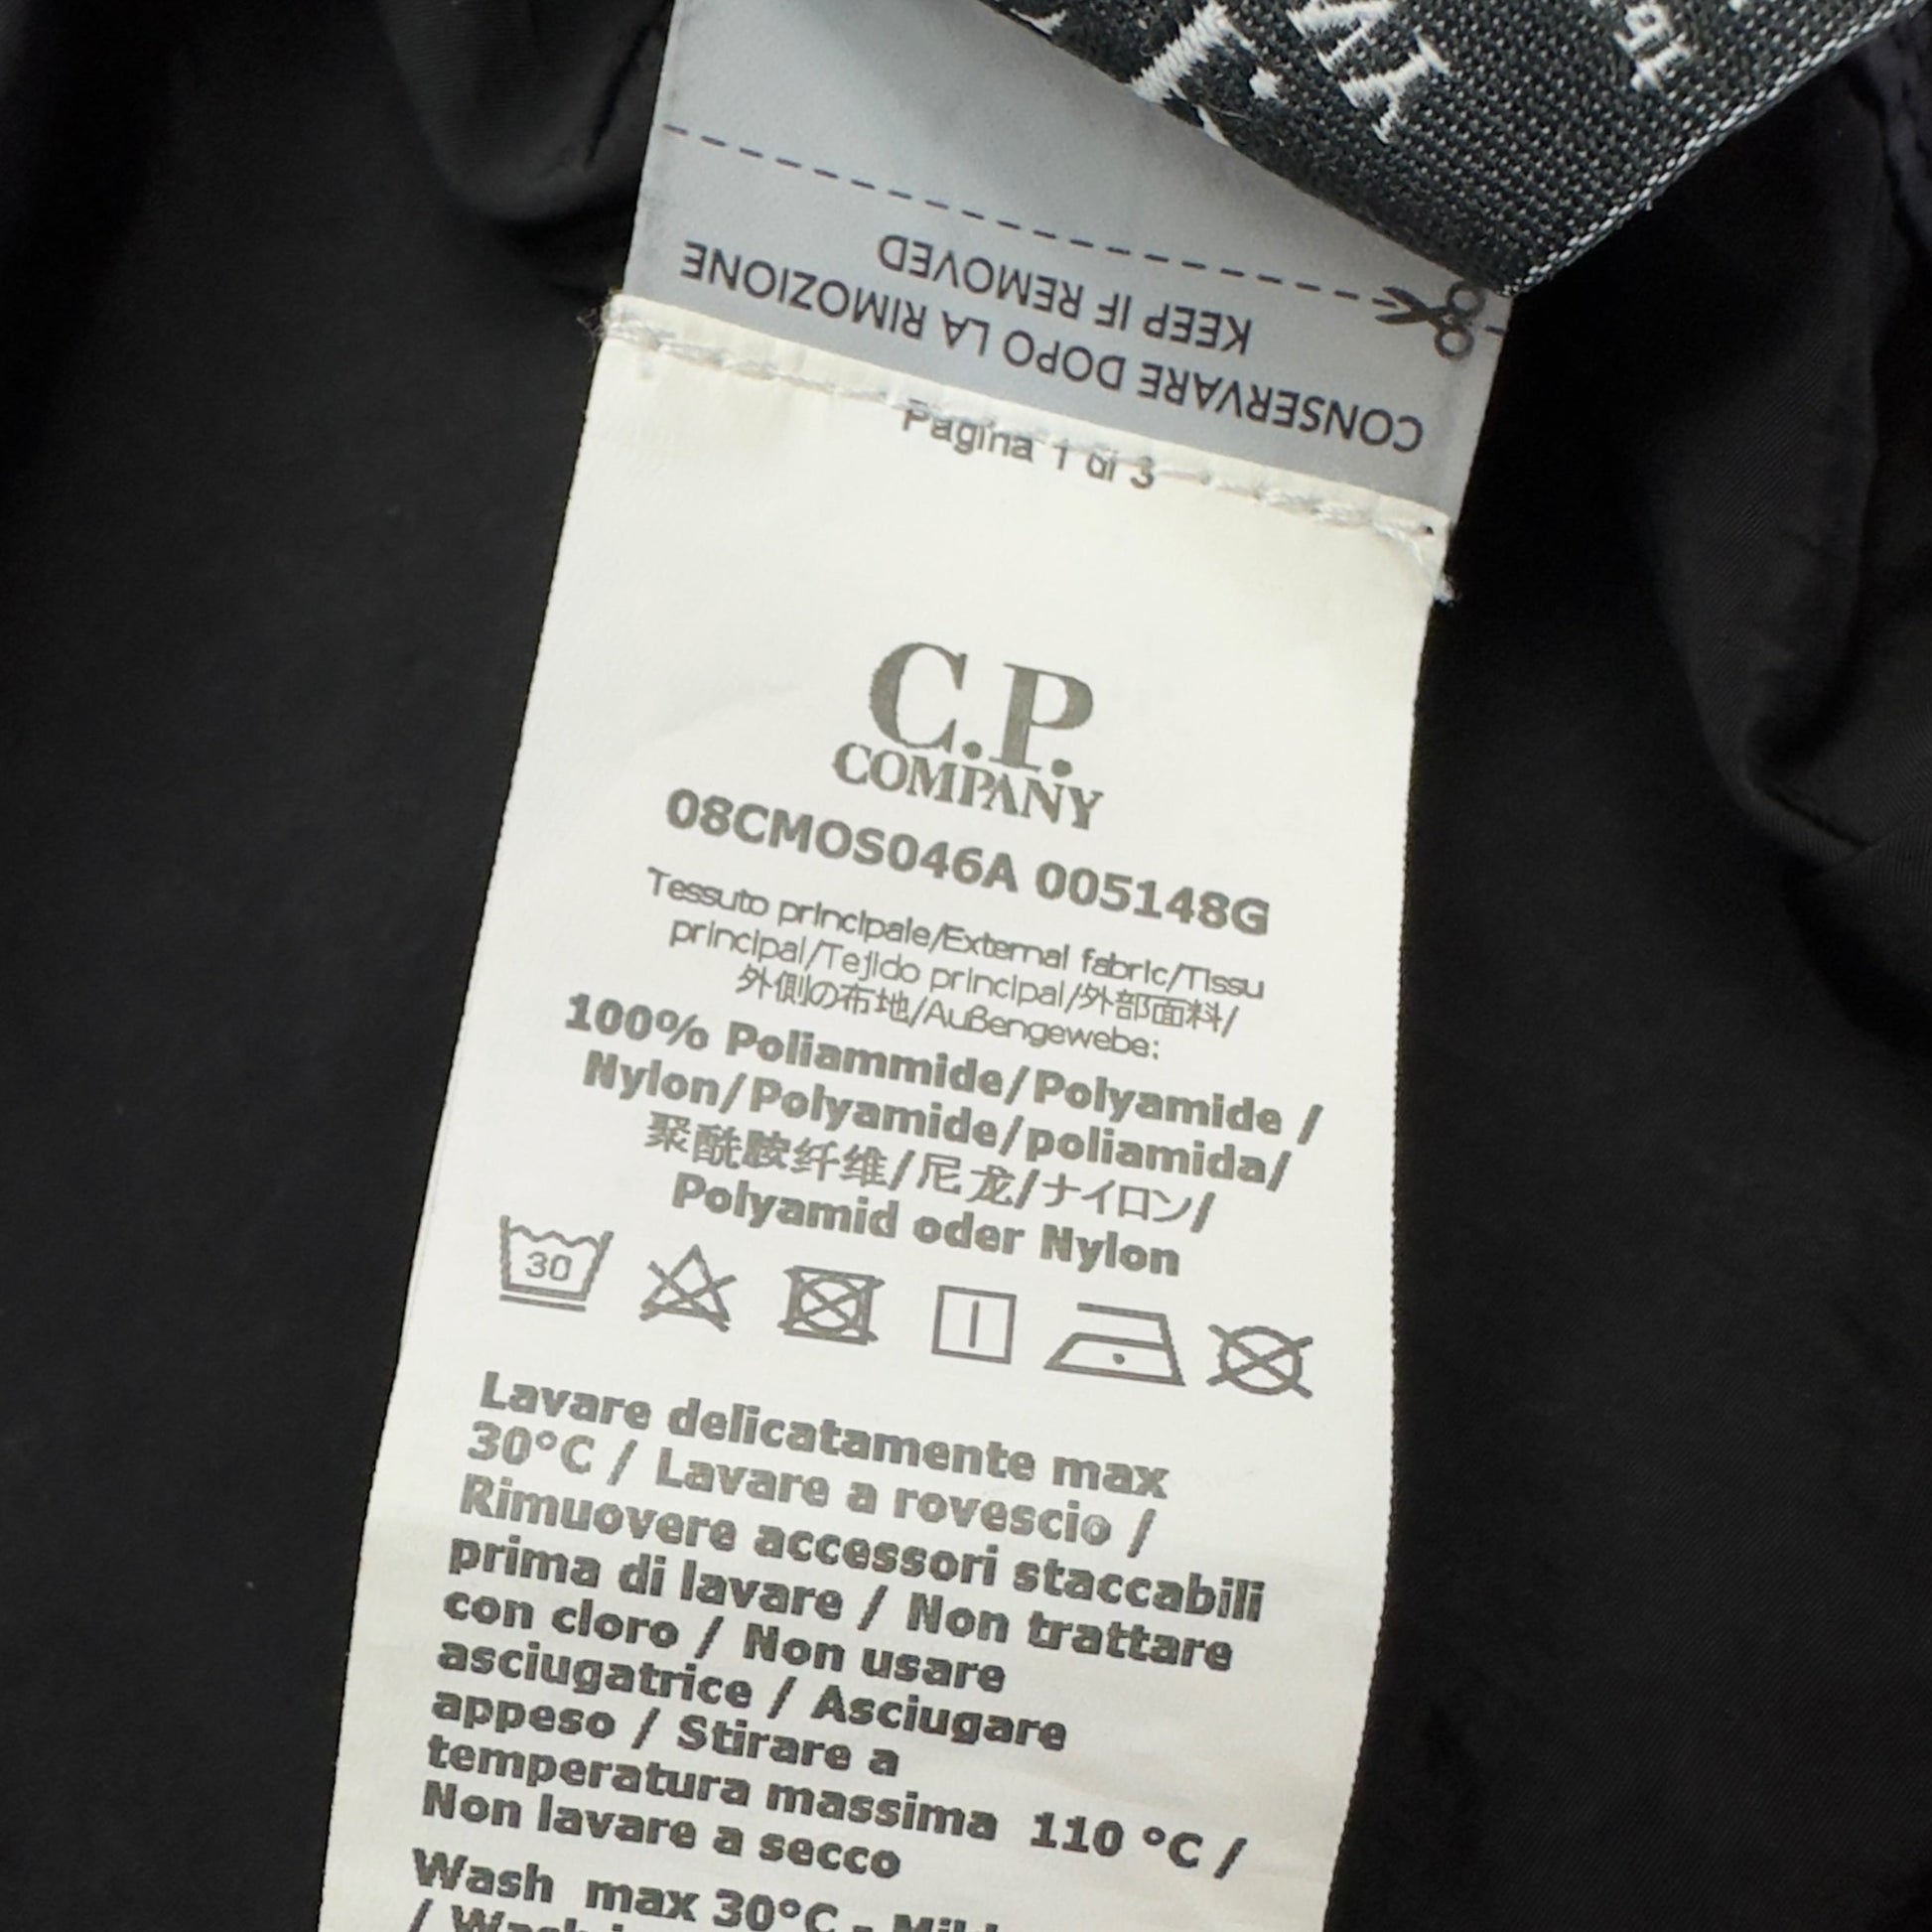 CONSERVARE DOPO LA RIMOZIONE
KEEP IF REMOVED
Pagina 1 di 3
C.P.
COMPANY
08CMOS046A 005148G
Tessuto principale/External fabric/Tissu
principal/Tejido principal/外部面料/
外側の布地/Außengewebe:
100% Poliammide/Polyamide /
Nylon/Polyamide/poliamida/
聚酰胺纤维/尼龙/ナイロン/
Polyamid oder Nylon
30
Lavare delicatamente max
30°C / Lavare a rovescio /
Rimuovere accessori staccabili
prima di lavare / Non trattare
con cloro / Non usare
asciugatrice / Asciugare
appeso / Stirare a
temperatura massima 110 °C /
Non lavare a secco
Wash max 30°C -
/